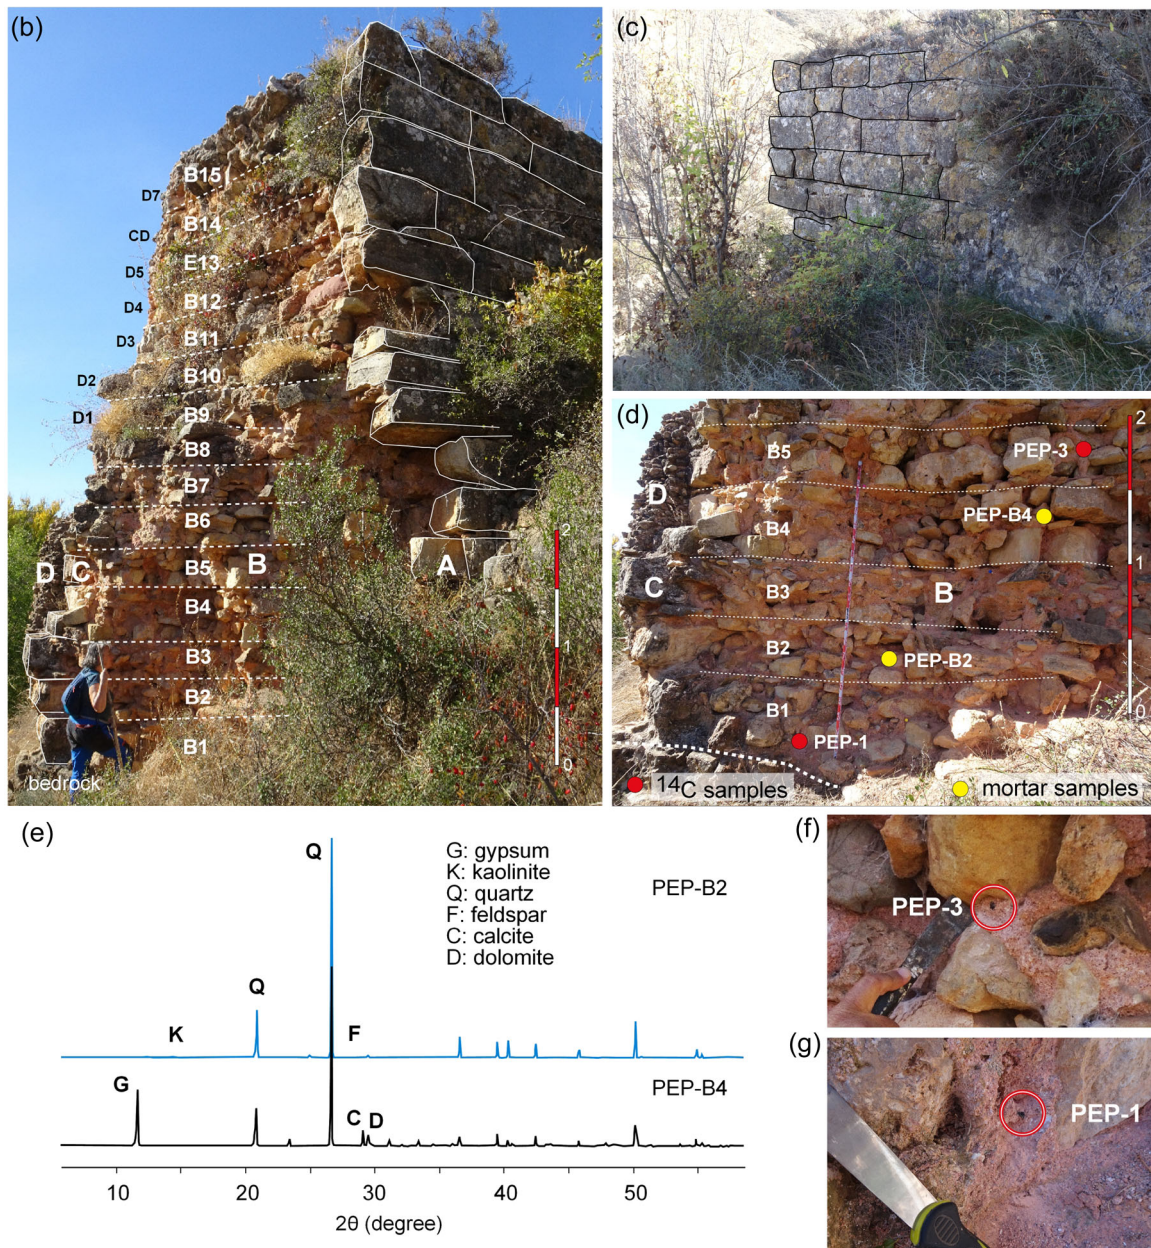 (b)
B15
D7
B14
CD
E13
D5
B12
D4
B11
D3
B10
D2
B9
D1
B8
B7
B6
2
D C B5 B A
B4
1
B3
B2
B1
0
bedrock
(c)
(d)
2
B5
PEP-3
D
PEP-B4
B4
1
C B3 B
B2
PEP-B2
0
B1
PEP-1
14C samples
mortar samples
(e)
Q
G: gypsum
K: kaolinite
Q: quartz
F: feldspar
C: calcite
D: dolomite
PEP-B2
Q
K
F
PEP-B4
G
C
D
10 20 30 40 50
2θ (degree)
(f)
PEP-3
(g)
PEP-1